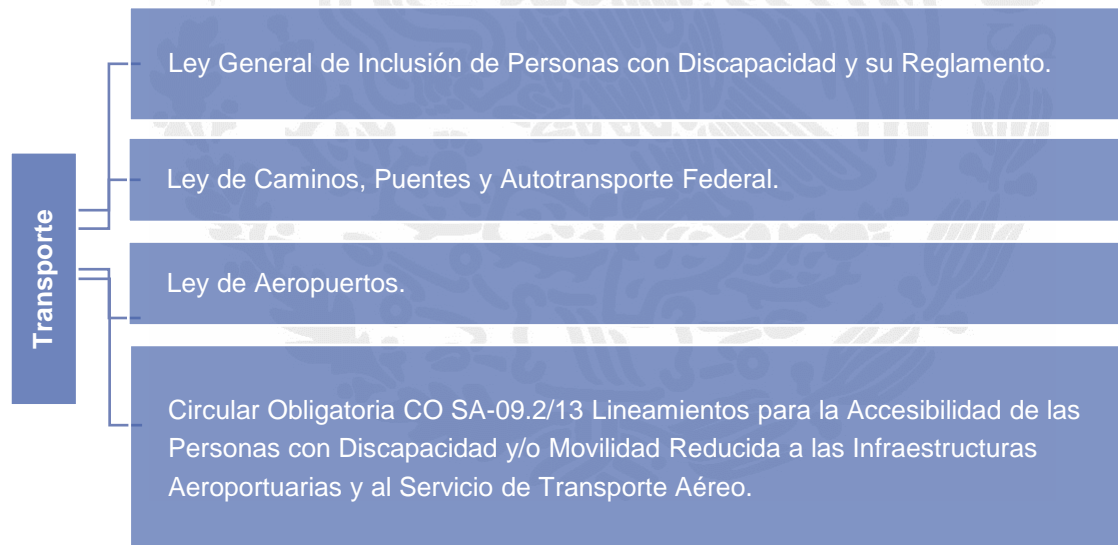 Transporte
Ley General de Inclusión de Personas con Discapacidad y su Reglamento.
Ley de Caminos, Puentes y Autotransporte Federal.
Ley de Aeropuertos.
Circular Obligatoria CO SA-09.2/13 Lineamientos para la Accesibilidad de las
Personas con Discapacidad y/o Movilidad Reducida a las Infraestructuras
Aeroportuarias y al Servicio de Transporte Aéreo.